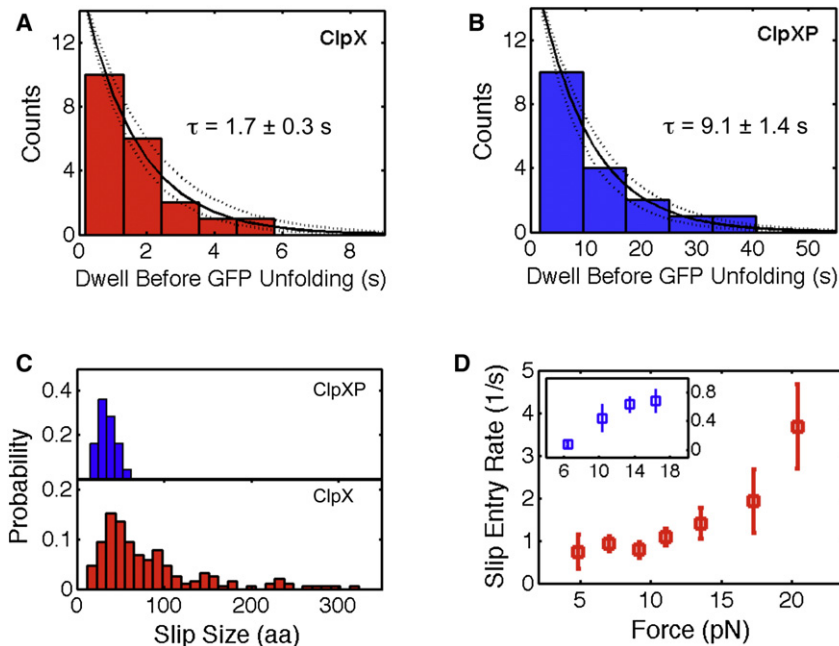 A
ClpX
12
8
4
0
Counts
τ = 1.7 ± 0.3 s
0 2 4 6 8
Dwell Before GFP Unfolding (s)
B
ClpXP
12
8
4
0
Counts
τ = 9.1 ± 1.4 s
0 10 20 30 40 50
Dwell Before GFP Unfolding (s)
C
ClpXP
0.4
0.2
Probability
ClpX
0.2
0.1
0
0 100 200 300
Slip Size (aa)
D
5
4
3
2
1
0
Slip Entry Rate (1/s)
0.8
0.4
0
6 10 14 18
5 10 15 20
Force (pN)